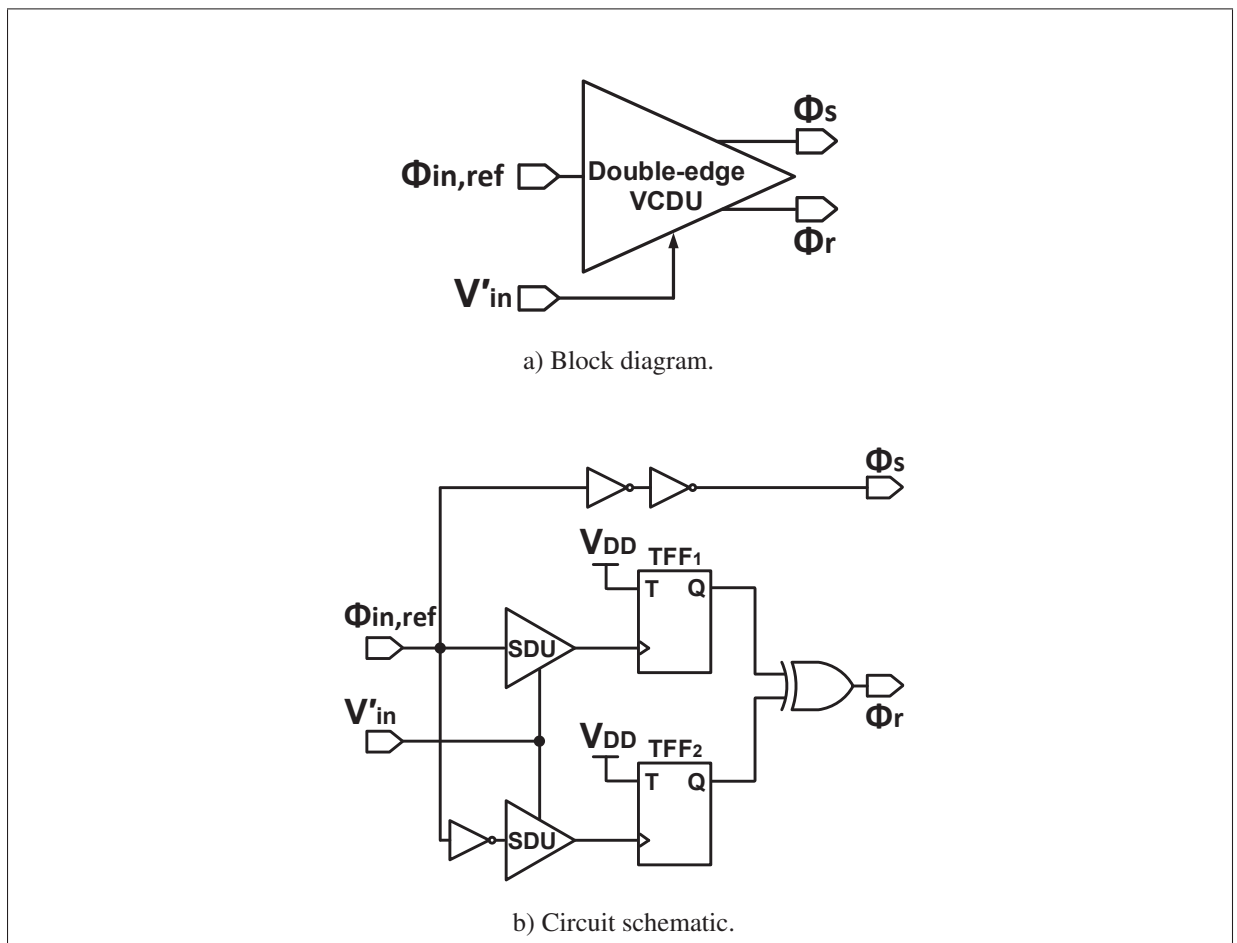 Φs
Φin,ref
Double-edge
VCDU
Φr
V'in
a) Block diagram.
Φs
VDD
TFF1
T Q
Φin,ref
SDU
V'in
Φr
VDD
TFF2
T Q
SDU
b) Circuit schematic.